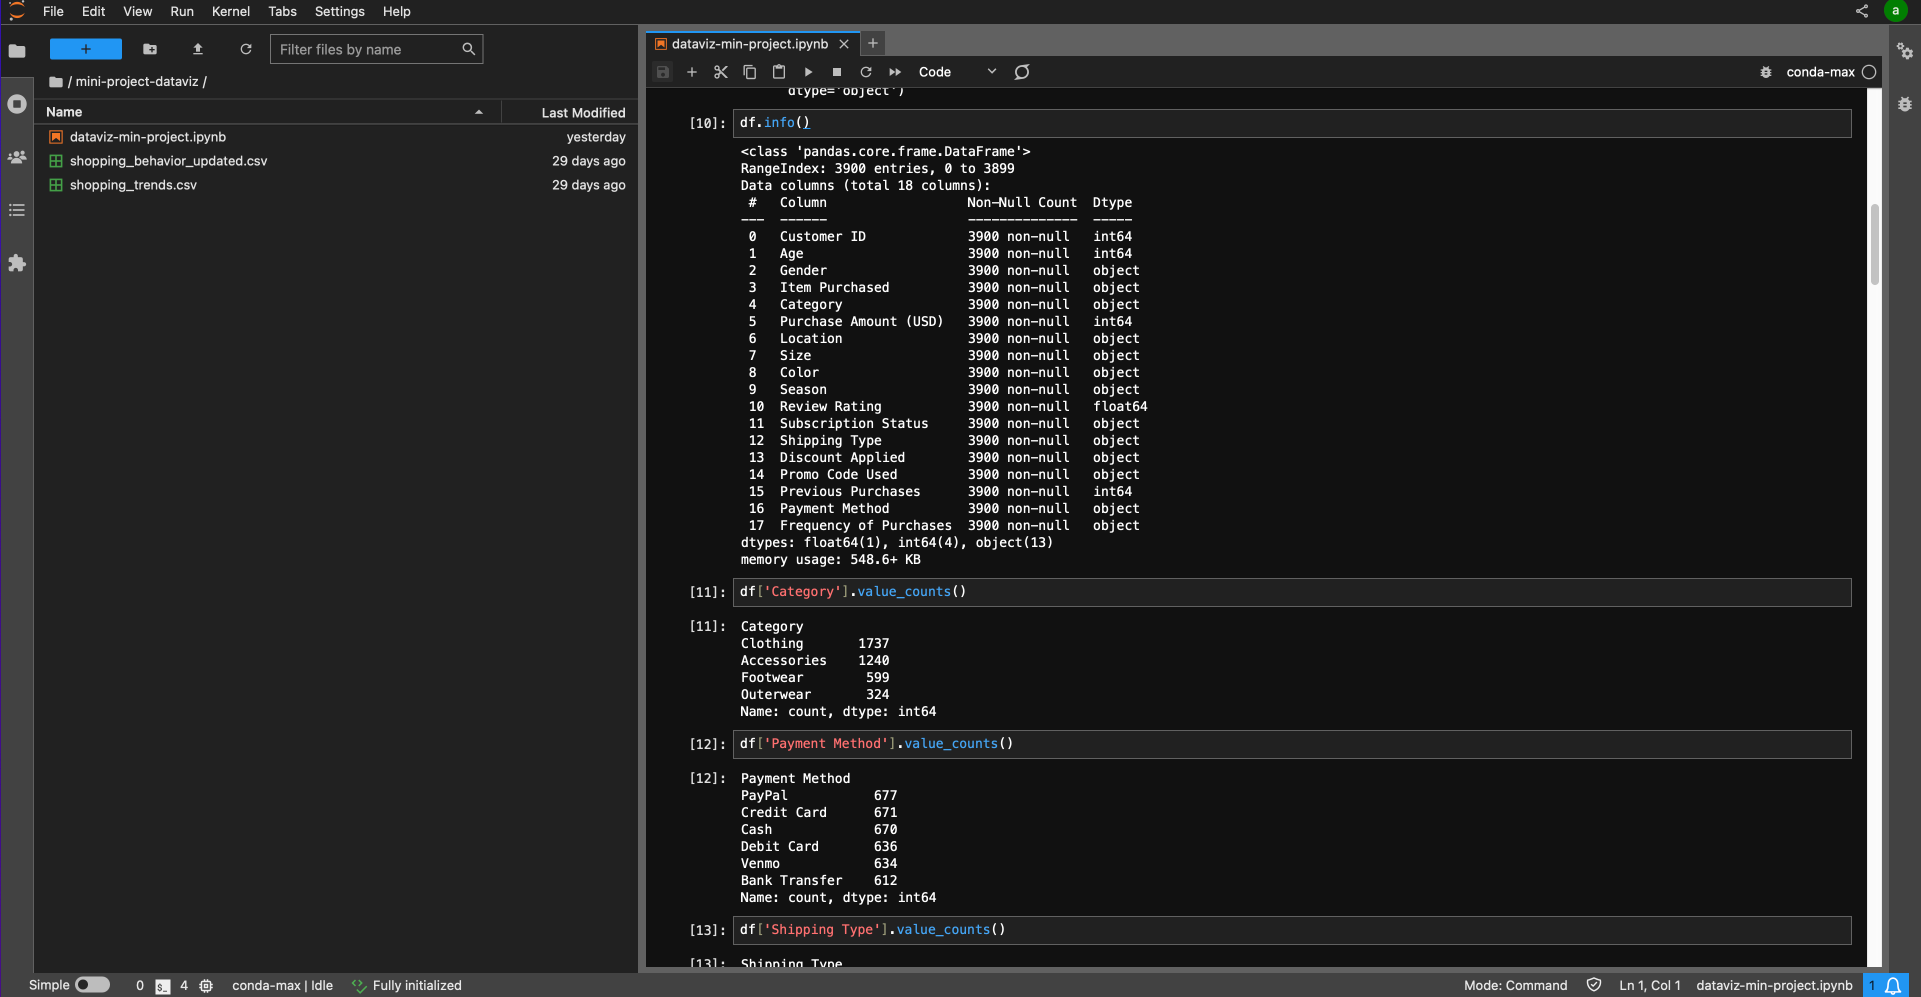 File Edit View Run Kernel Tabs Settings Help
a
+
Filter files by name
/ mini-project-dataviz /
Name Last Modified
dataviz-min-project.ipynb yesterday
shopping_behavior_updated.csv 29 days ago
shopping_trends.csv 29 days ago
dataviz-min-project.ipynb
Code
conda-max
dtype='object')
[10]: df.info()
<class 'pandas.core.frame.DataFrame'>
RangeIndex: 3900 entries, 0 to 3899
Data columns (total 18 columns):
# Column Non-Null Count Dtype
--- ------ -------------- -----
0 Customer ID 3900 non-null int64
1 Age 3900 non-null int64
2 Gender 3900 non-null object
3 Item Purchased 3900 non-null object
4 Category 3900 non-null object
5 Purchase Amount (USD) 3900 non-null int64
6 Location 3900 non-null object
7 Size 3900 non-null object
8 Color 3900 non-null object
9 Season 3900 non-null object
10 Review Rating 3900 non-null float64
11 Subscription Status 3900 non-null object
12 Shipping Type 3900 non-null object
13 Discount Applied 3900 non-null object
14 Promo Code Used 3900 non-null object
15 Previous Purchases 3900 non-null int64
16 Payment Method 3900 non-null object
17 Frequency of Purchases 3900 non-null object
dtypes: float64(1), int64(4), object(13)
memory usage: 548.6+ KB
[11]: df['Category'].value_counts()
[11]: Category
Clothing 1737
Accessories 1240
Footwear 599
Outerwear 324
Name: count, dtype: int64
[12]: df['Payment Method'].value_counts()
[12]: Payment Method
PayPal 677
Credit Card 671
Cash 670
Debit Card 636
Venmo 634
Bank Transfer 612
Name: count, dtype: int64
[13]: df['Shipping Type'].value_counts()
[13]: Shipping Type
Simple 0 $_ 4 conda-max | Idle Fully initialized Mode: Command Ln 1, Col 1 dataviz-min-project.ipynb 1